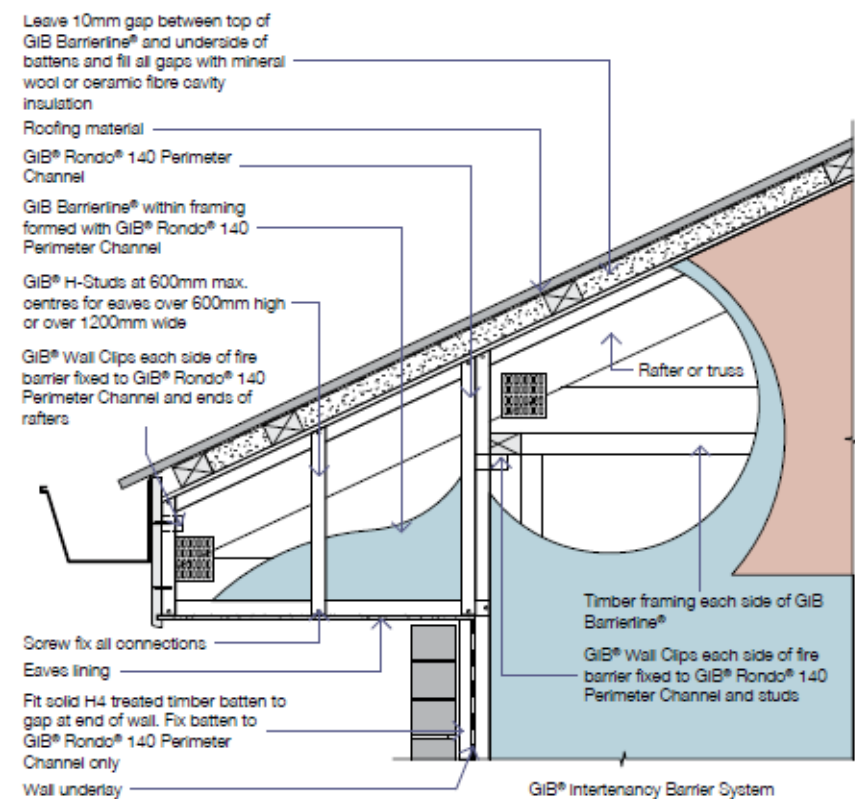 Leave 10mm gap between top of
GIB Barrierline® and underside of
battens and fill all gaps with mineral
wool or ceramic fibre cavity
insulation
Roofing material
GIB® Rondo® 140 Perimeter
Channel
GIB Barrierline® within framing
formed with GIB® Rondo® 140
Perimeter Channel
GIB® H-Studs at 600mm max.
centres for eaves over 600mm high
or over 1200mm wide
GIB® Wall Clips each side of fire
barrier fixed to GIB® Rondo® 140
Perimeter Channel and ends of
rafters
Rafter or truss
Screw fix all connections
Eaves lining
Fit solid H4 treated timber batten to
gap at end of wall. Fix batten to
GIB® Rondo® 140 Perimeter
Channel only
Wall underlay
Timber framing each side of GIB
Barrierline®
GIB® Wall Clips each side of fire
barrier fixed to GIB® Rondo® 140
Perimeter Channel and studs
GIB® Intertenancy Barrier System